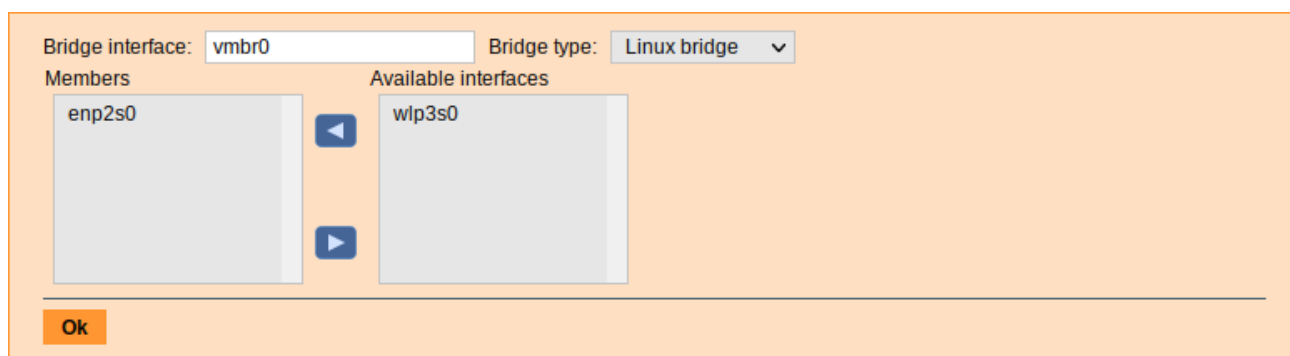 Bridge interface: vmbr0 Bridge type: Linux bridge
Members Available interfaces
enp2s0 wlp3s0
Ok